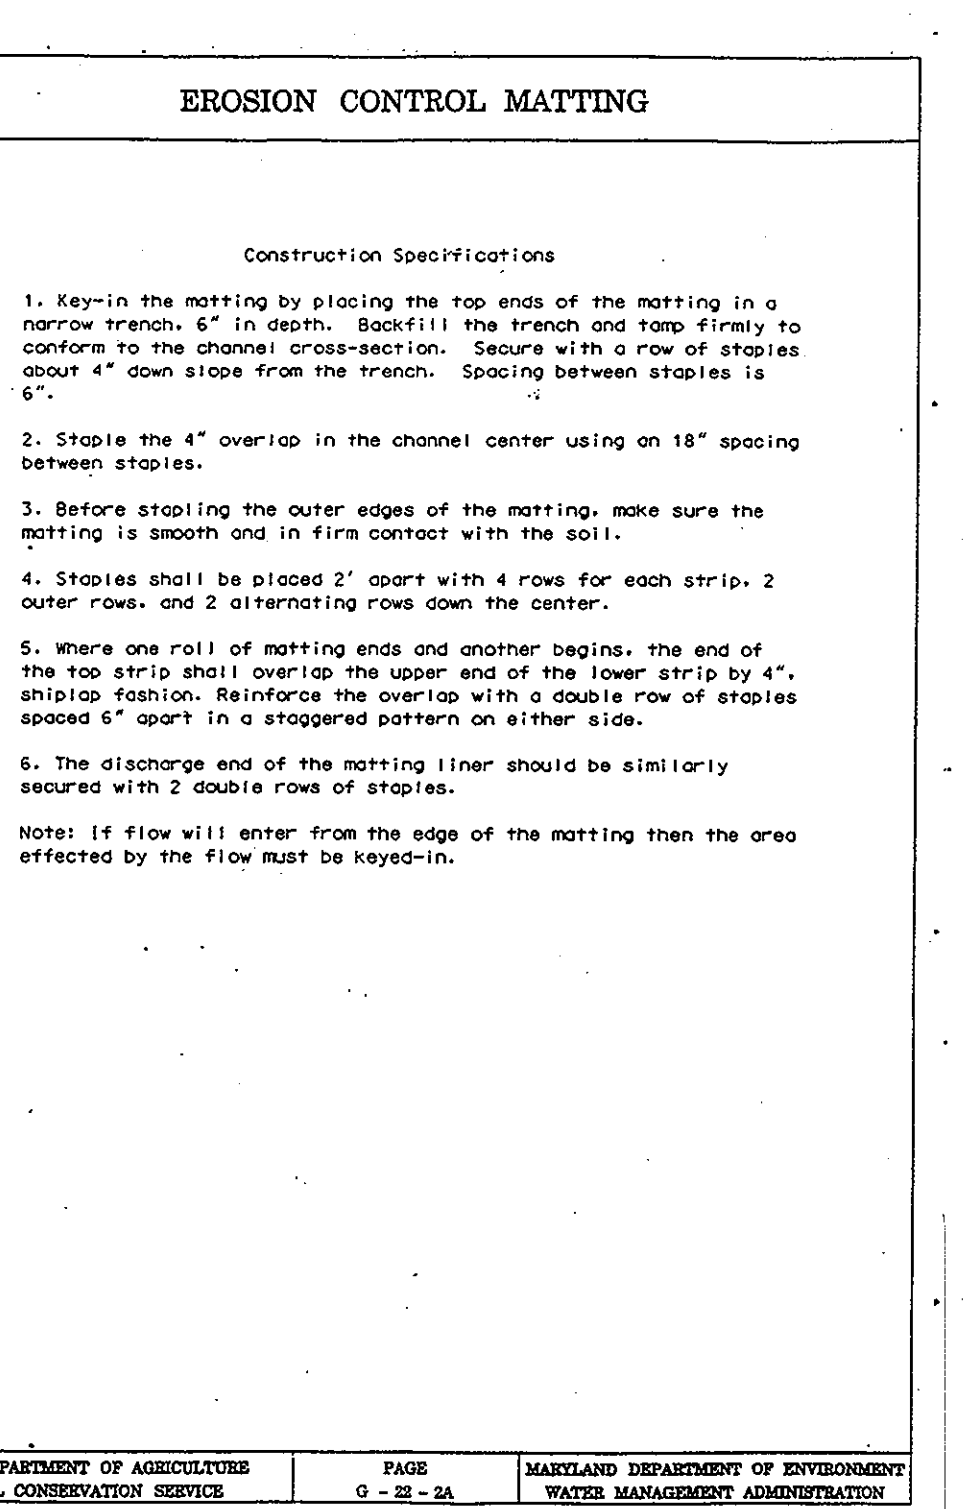 EROSION CONTROL MATTING
Construction Specifications
1. Key-in the matting by placing the top ends of the matting in a
narrow trench, 6" in depth. Backfill the trench and tamp firmly to
conform to the channel cross-section. Secure with a row of staples
about 4" down slope from the trench. Spacing between staples is
6".
2. Staple the 4" overlap in the channel center using an 18" spacing
between staples.
3. Before stapling the outer edges of the matting, make sure the
matting is smooth and in firm contact with the soil.
4. Staples shall be placed 2' apart with 4 rows for each strip, 2
outer rows, and 2 alternating rows down the center.
5. Where one roll of matting ends and another begins, the end of
the top strip shall overlap the upper end of the lower strip by 4",
shiplap fashion. Reinforce the overlap with a double row of staples
spaced 6" apart in a staggered pattern on either side.
6. The discharge end of the matting liner should be similarly
secured with 2 double rows of staples.
Note: If flow will enter from the edge of the matting then the area
effected by the flow must be keyed-in.
PARTMENT OF AGRICULTURE
CONSERVATION SERVICE
PAGE
G - 22 - 2A
MARYLAND DEPARTMENT OF ENVIRONMENT
WATER MANAGEMENT ADMINISTRATION